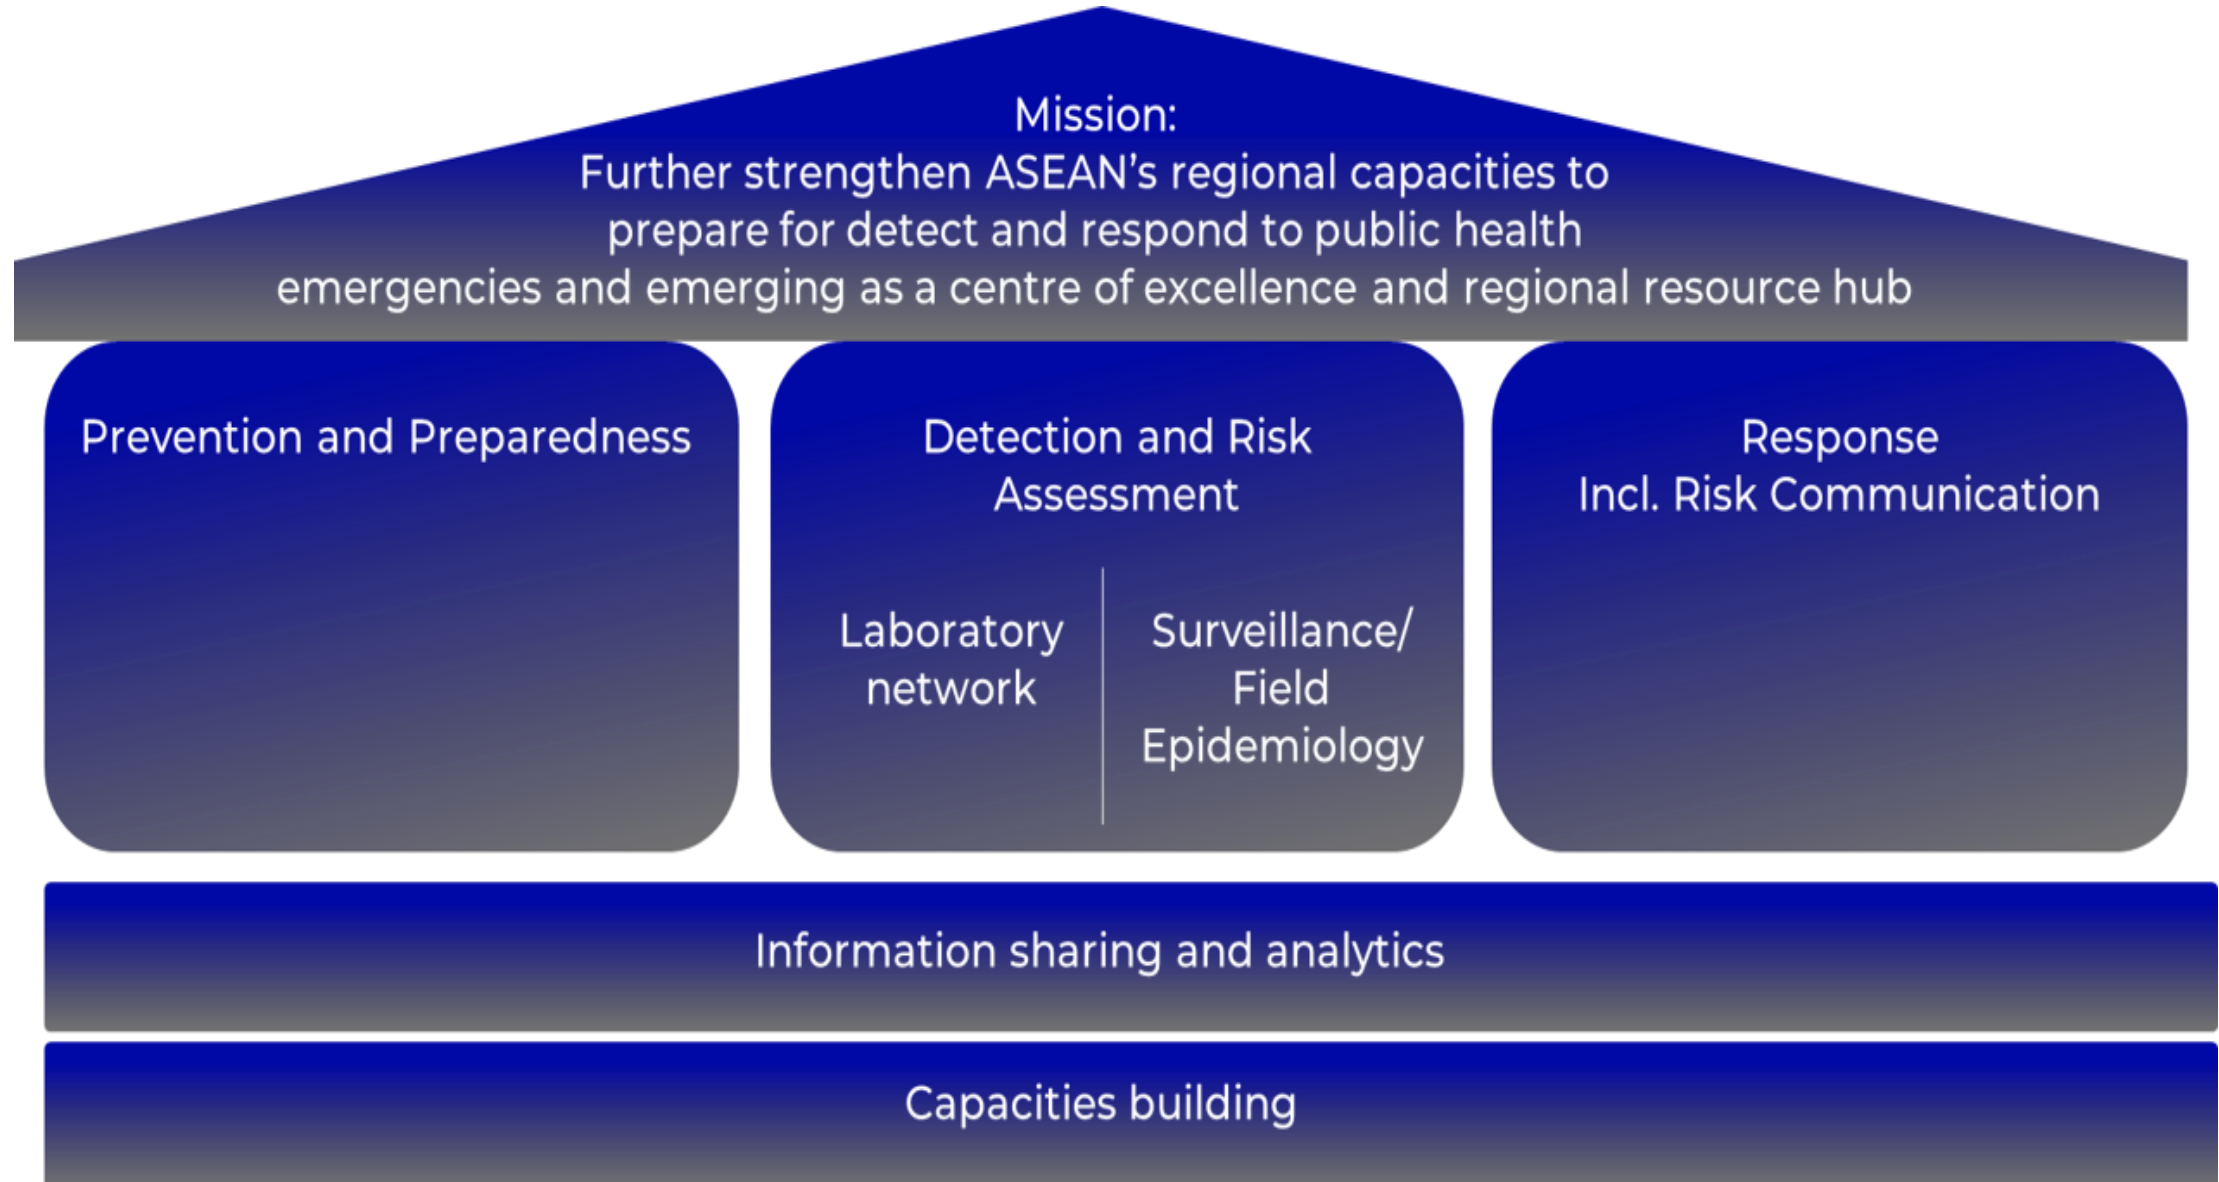 Mission:
Further strengthen ASEAN’s regional capacities to
prepare for detect and respond to public health
emergencies and emerging as a centre of excellence and regional resource hub
Prevention and Preparedness
Detection and Risk
Assessment
Laboratory
network
Surveillance/
Field
Epidemiology
Response
Incl. Risk Communication
Information sharing and analytics
Capacities building